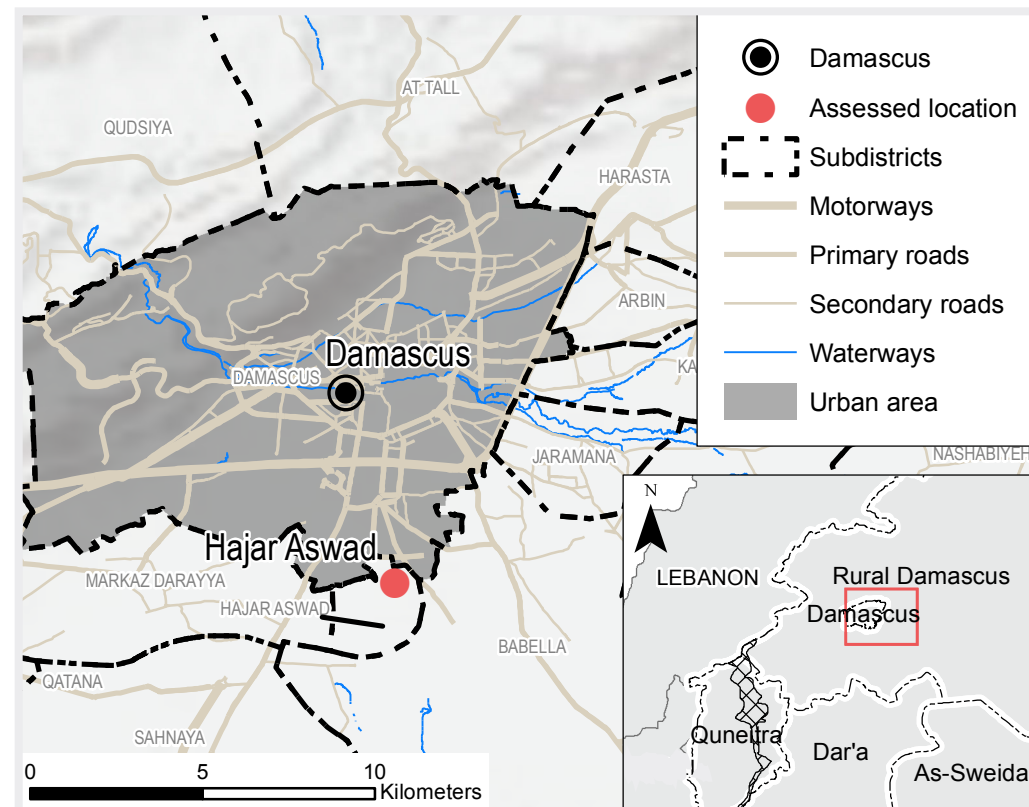 AT TALL
QUDSIYA
HARASTA
ARBIN
KA
Damascus
DAMASCUS
JARAMANA
NASHABIYEH
Hajar Aswad
MARKAZ DARAYYA
HAJAR ASWAD
BABELLA
QATANA
SAHNAYA
0 5 10
Kilometers
Damascus
Assessed location
Subdistricts
Motorways
Primary roads
Secondary roads
Waterways
Urban area
N
LEBANON
Rural Damascus
Damascus
Quneitra
Dar'a
As-Sweida